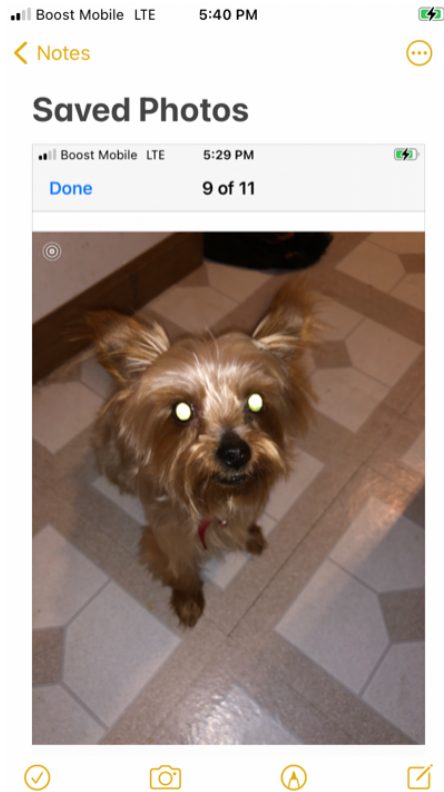 Boost Mobile LTE 5:40 PM
Notes
Saved Photos
Boost Mobile LTE 5:29 PM
Done 9 of 11